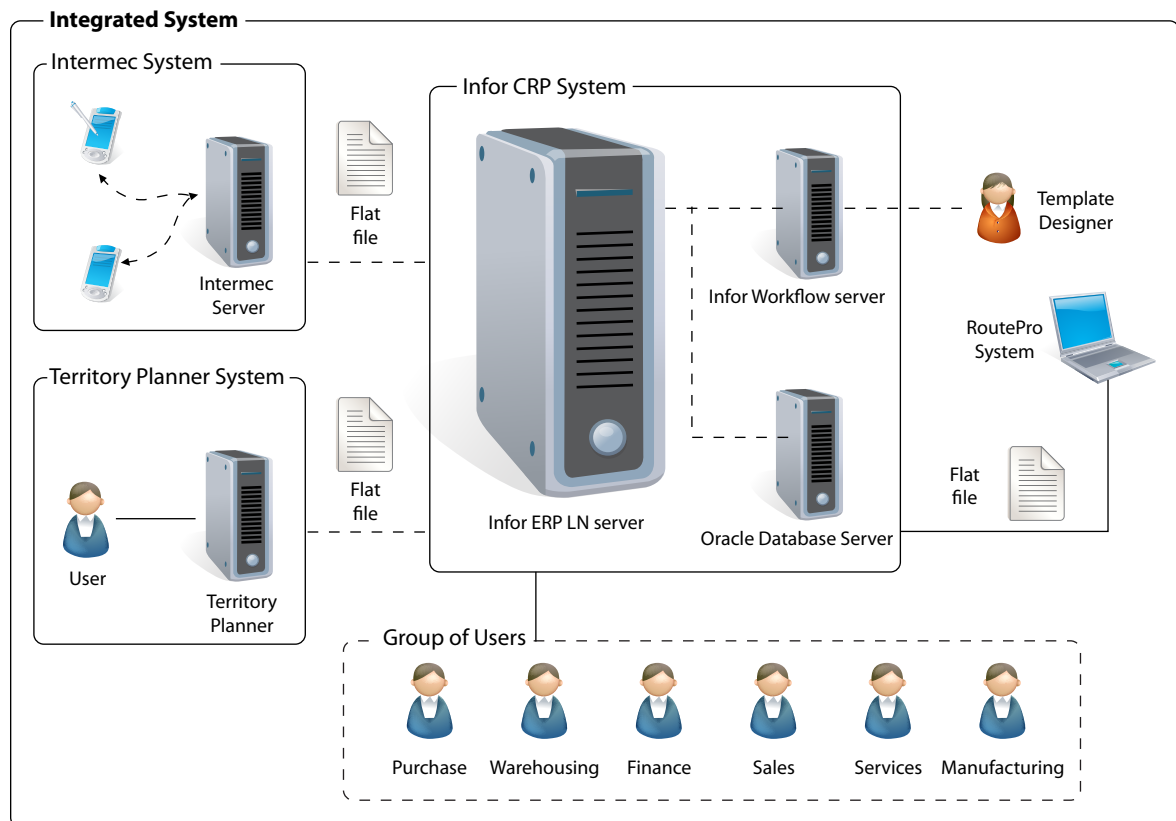 Integrated System
Intermec System
Flat
file
Intermec
Server
Infor CRP System
Infor ERP LN server
Infor Workflow server
Oracle Database Server
Template
Designer
RoutePro
System
Flat
file
Territory Planner System
User
Territory
Planner
Flat
file
Group of Users
Purchase
Warehousing
Finance
Sales
Services
Manufacturing